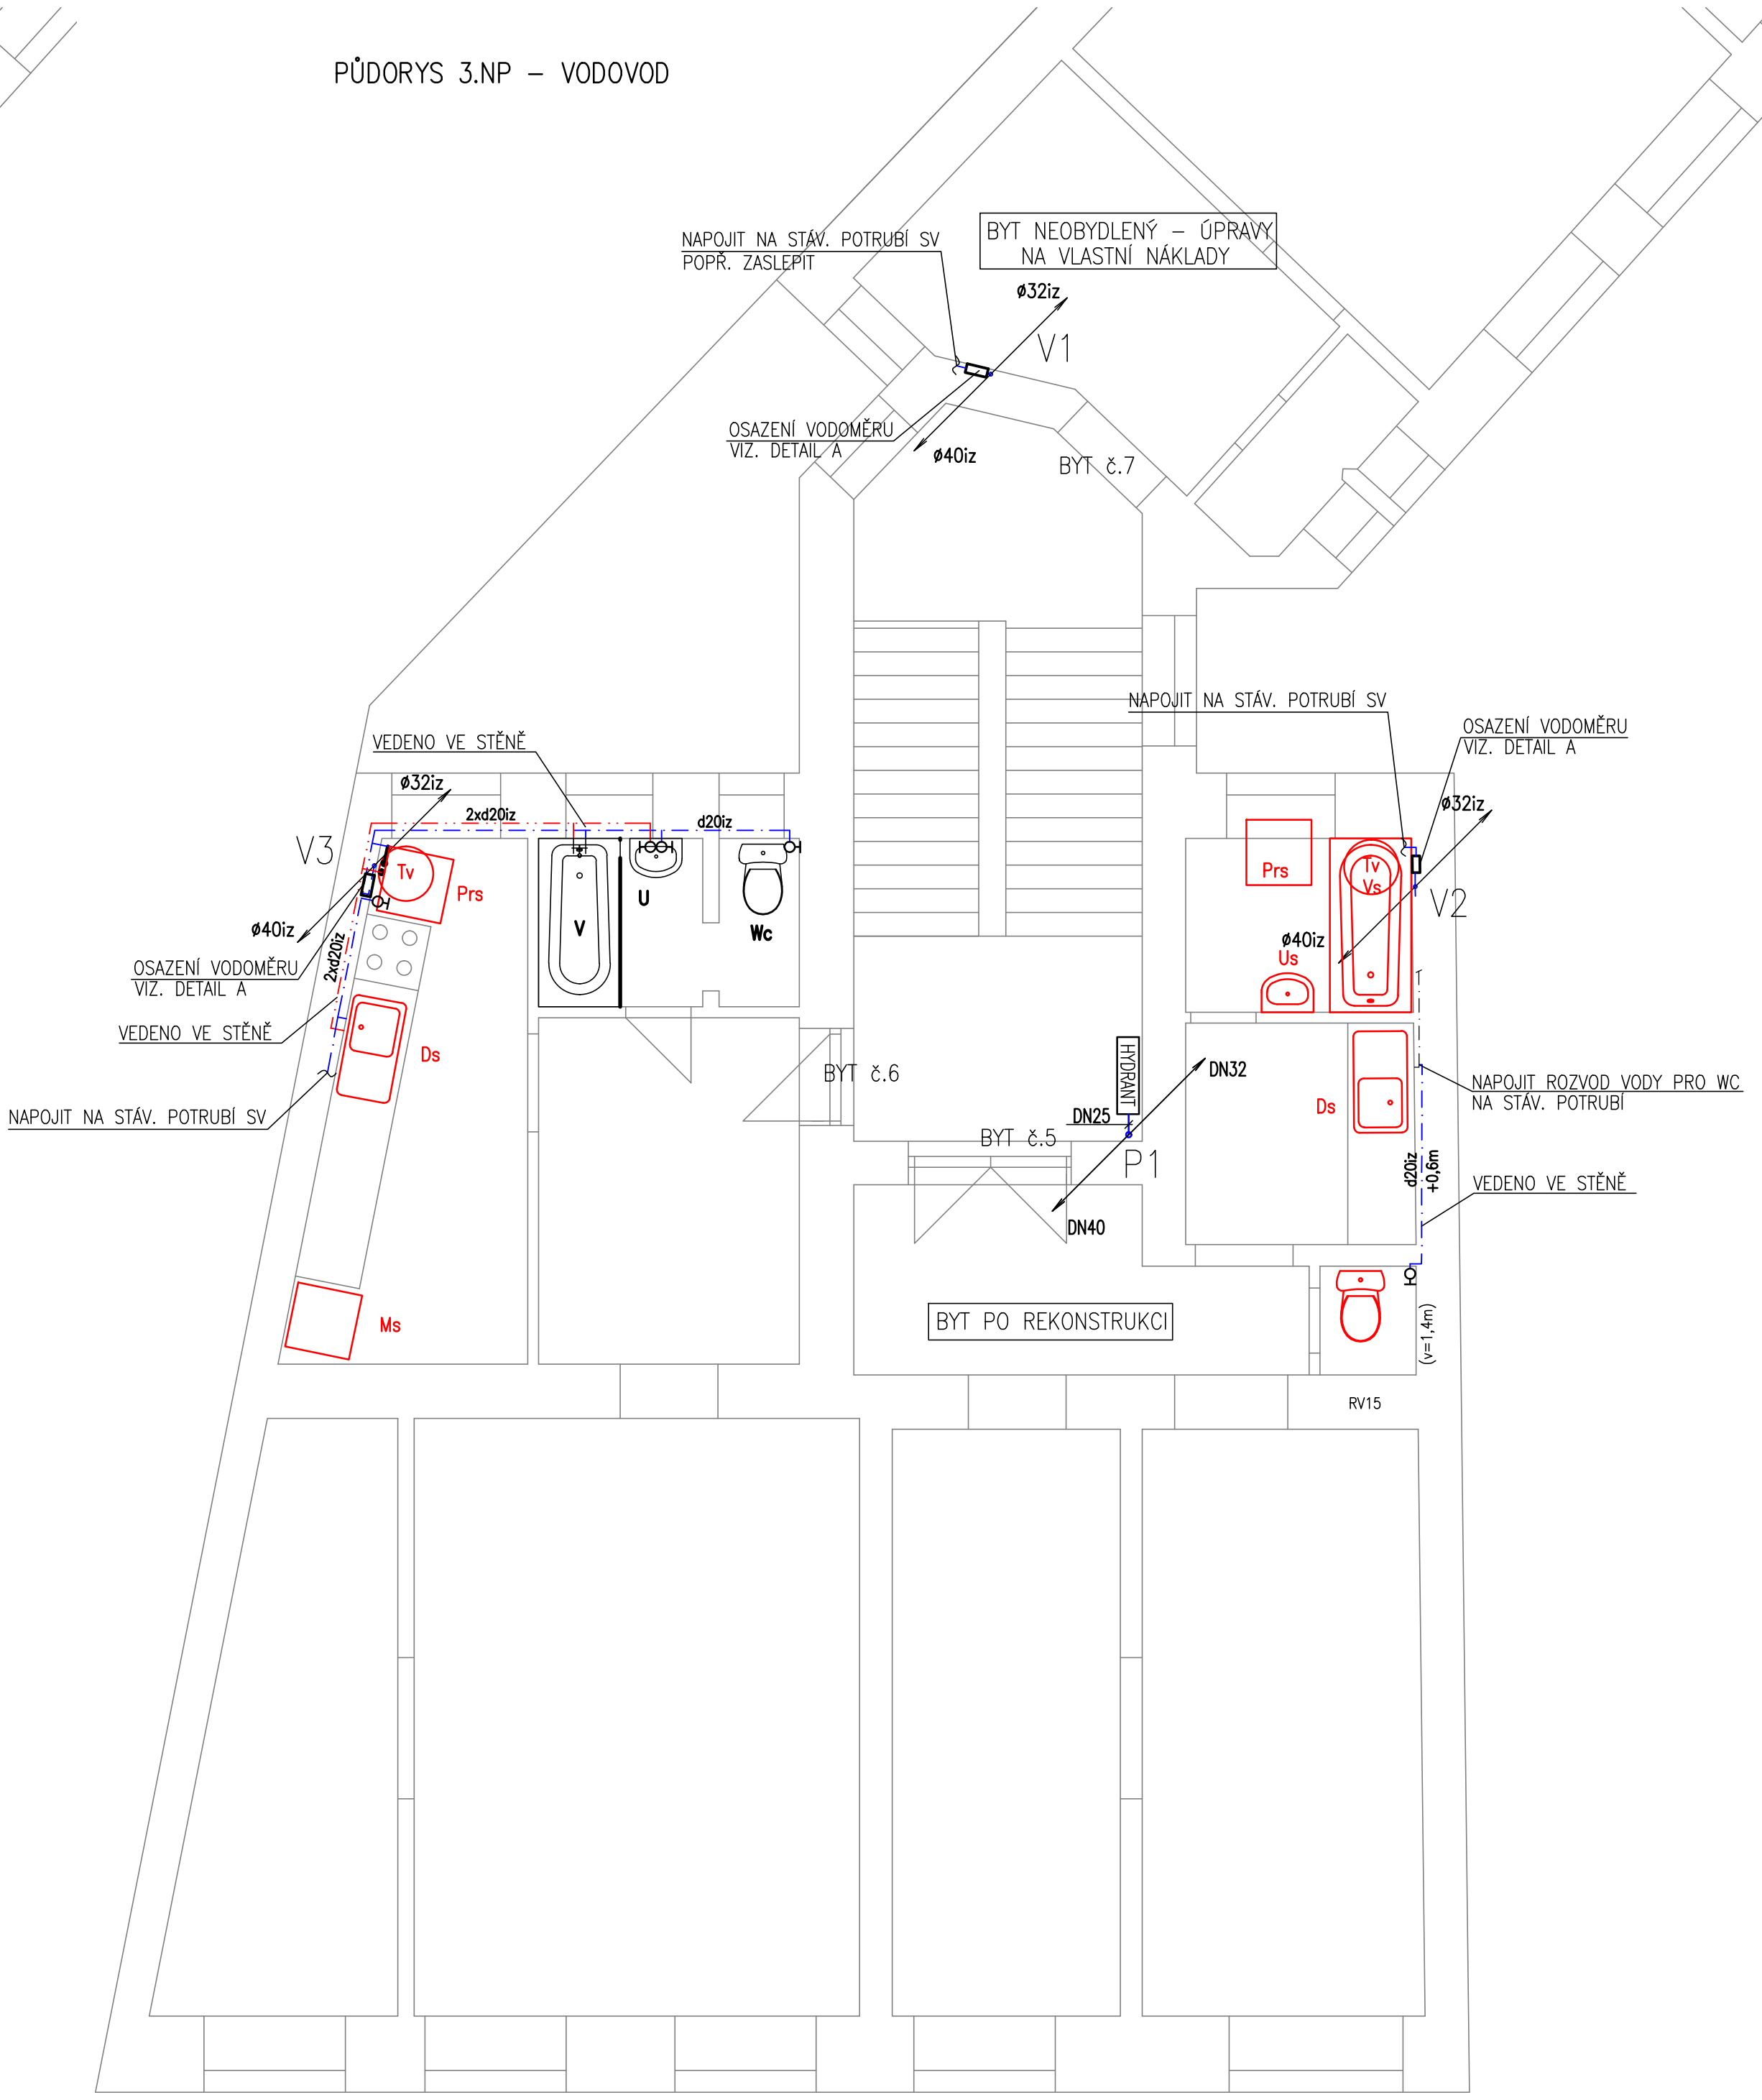 PŮDORYS 3.NP – VODOVOD
NAPOJIT NA STÁV. POTRUBÍ SV
POPŘ. ZASLEPIT
BYT NEOBYDLENÝ – ÚPRAVY
NA VLASTNÍ NÁKLADY
ø32iz
V1
OSAZENÍ VODOMĚRU
VIZ. DETAIL A
ø40iz
BYT č.7
NAPOJIT NA STÁV. POTRUBÍ SV
OSAZENÍ VODOMĚRU
VIZ. DETAIL A
VEDENO VE STĚNĚ
ø32iz
2xd20iz
d20iz
ø32iz
V3
Tv
Prs
U
V
Wc
Prs
Tv
Vs
V2
ø40iz
ø40iz
Us
OSAZENÍ VODOMĚRU
VIZ. DETAIL A
2xd20iz
VEDENO VE STĚNĚ
Ds
BYT č.6
HYDRANT
DN32
NAPOJIT ROZVOD VODY PRO WC
NA STÁV. POTRUBÍ
NAPOJIT NA STÁV. POTRUBÍ SV
DN25
Ds
BYT č.5
P1
d20iz
+0,6m
VEDENO VE STĚNĚ
DN40
Ms
BYT PO REKONSTRUKCI
(v=1,4m)
RV15